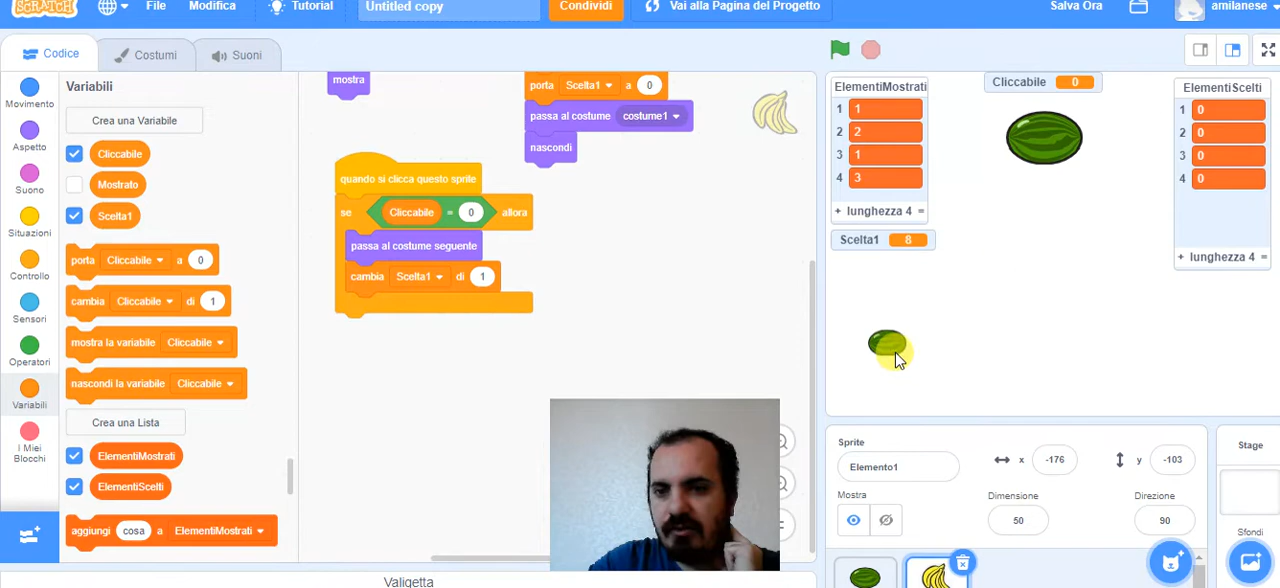 SCRATCH File Modifica Tutorial Untitled copy Condividi Vai alla Pagina del Progetto Salva Ora amilanese
Codice Costumi Suoni
Movimento
Aspetto
Suono
Situazioni
Controllo
Sensori
Operatori
Variabili
I Miei
Blocchi
Variabili
Crea una Variabile
Cliccabile
Mostrato
Scelta1
porta Cliccabile a 0
cambia Cliccabile di 1
mostra la variabile Cliccabile
nascondi la variabile Cliccabile
Crea una Lista
ElementiMostrati
ElementiScelti
aggiungi cosa a ElementiMostrati
mostra
porta Scelta1 a 0
passa al costume costume1
nascondi
quando si clicca questo sprite
se Cliccabile = 0 allora
passa al costume seguente
cambia Scelta1 di 1
Valigetta
ElementiMostrati
1 1
2 2
3 1
4 3
+ lunghezza 4 =
Scelta1 8
Cliccabile 0
ElementiScelti
1 0
2 0
3 0
4 0
+ lunghezza 4 =
Sprite
Elemento1
x -176 y -103
Mostra
Dimensione
50
Direzione
90
Stage
Sfondi